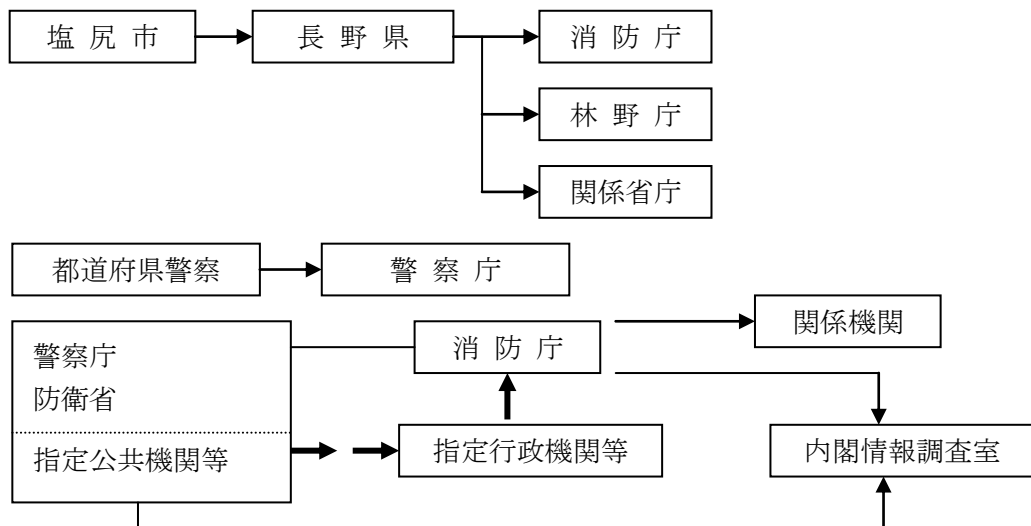 塩 尻 市
長 野 県
消 防 庁
林 野 庁
関係省庁
都道府県警察
警 察 庁
関係機関
警察庁
防衛省
消 防 庁
指定公共機関等
指定行政機関等
内閣情報調査室